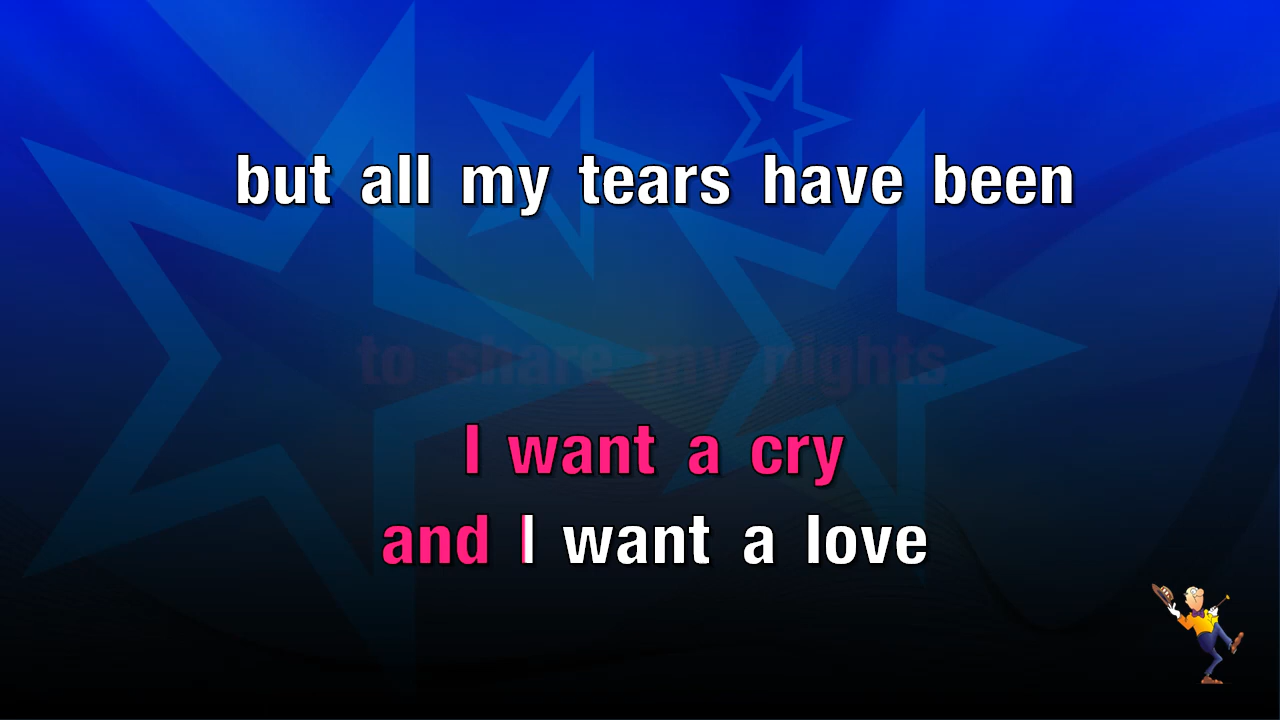 but all my tears have been
to share my nights
I want a cry
and I want a love